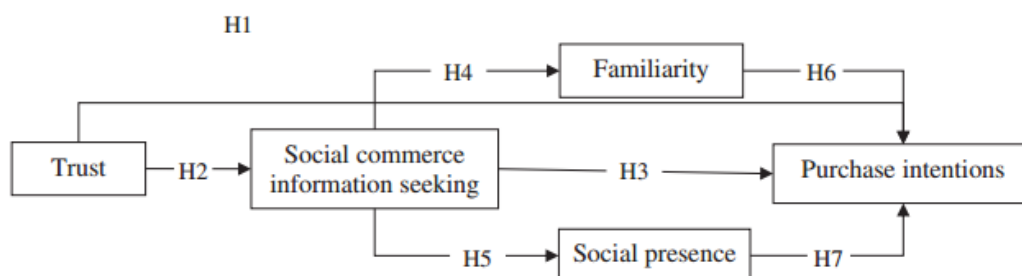 H1
H4
Familiarity
H6
Trust
H2
Social commerce
information seeking
H3
Purchase intentions
H5
Social presence
H7